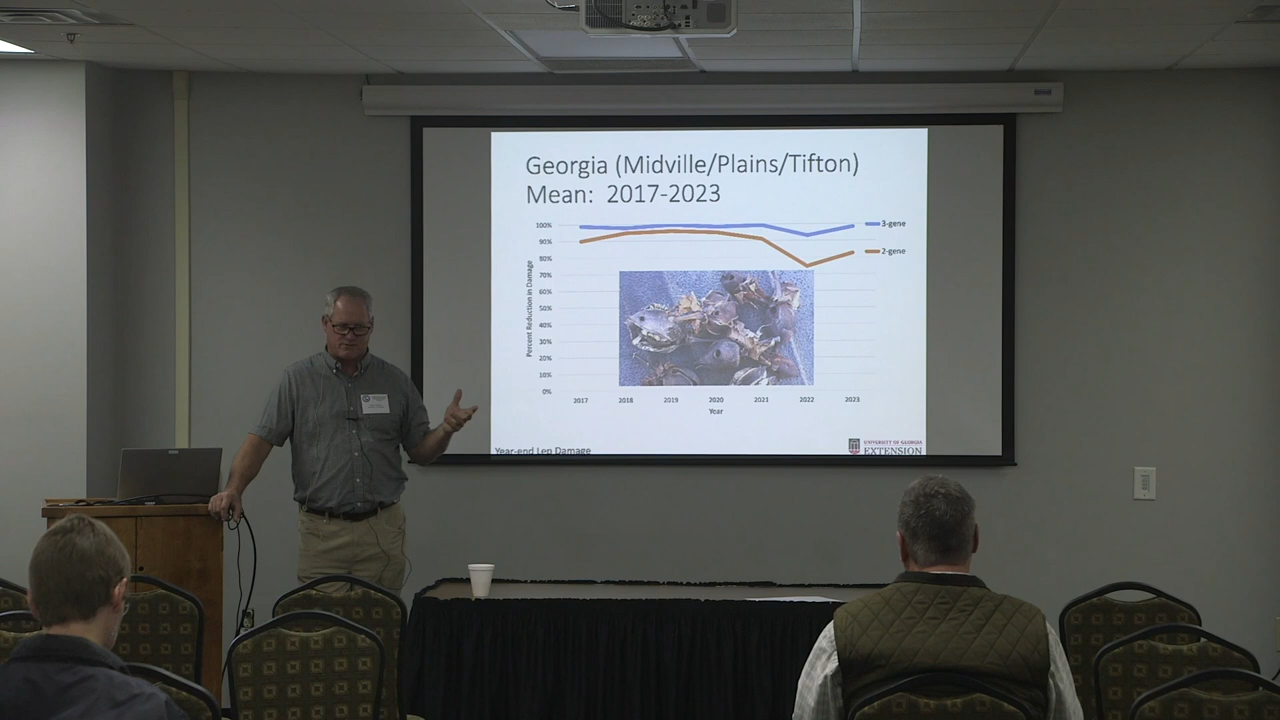 Georgia (Midville/Plains/Tifton)
Mean: 2017-2023
100%
90%
80%
70%
60%
50%
40%
30%
20%
10%
0%
Percent Reduction in Damage
3-gene
2-gene
2017 2018 2019 2020 2021 2022 2023
Year
Year-end Lep Damage
UNIVERSITY OF GEORGIA
EXTENSION